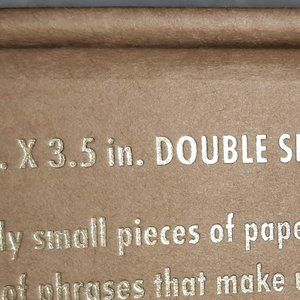 . X 3.5 in. DOUBLE S
ly small pieces of pape
of phrases that make